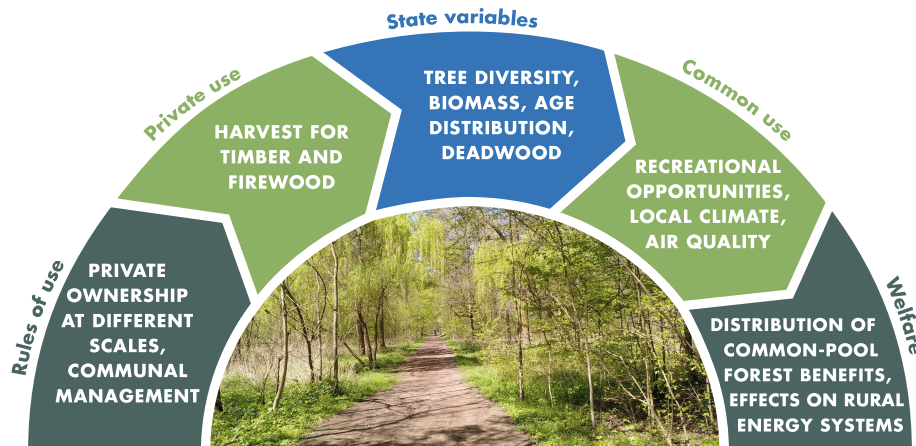 Rules of use
PRIVATE
OWNERSHIP
AT DIFFERENT
SCALES,
COMMUNAL
MANAGEMENT
Private use
HARVEST FOR
TIMBER AND
FIREWOOD
State variables
TREE DIVERSITY,
BIOMASS, AGE
DISTRIBUTION,
DEADWOOD
Common use
RECREATIONAL
OPPORTUNITIES,
LOCAL CLIMATE,
AIR QUALITY
Welfare
DISTRIBUTION OF
COMMON-POOL
FOREST BENEFITS,
EFFECTS ON RURAL
ENERGY SYSTEMS